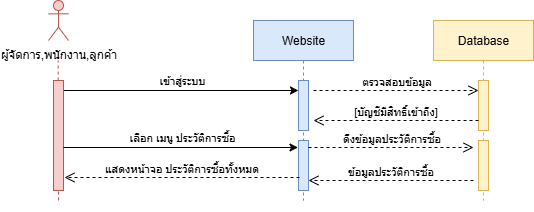 ผู้จัดการ,พนักงาน,ลูกค้า
Website
Database
เข้าสู่ระบบ
ตรวจสอบข้อมูล
[บัญชีมีสิทธิ์เข้าถึง]
เลือก เมนู ประวัติการซื้อ
ดึงข้อมูลประวัติการซื้อ
แสดงหน้าจอ ประวัติการซื้อทั้งหมด
ข้อมูลประวัติการซื้อ